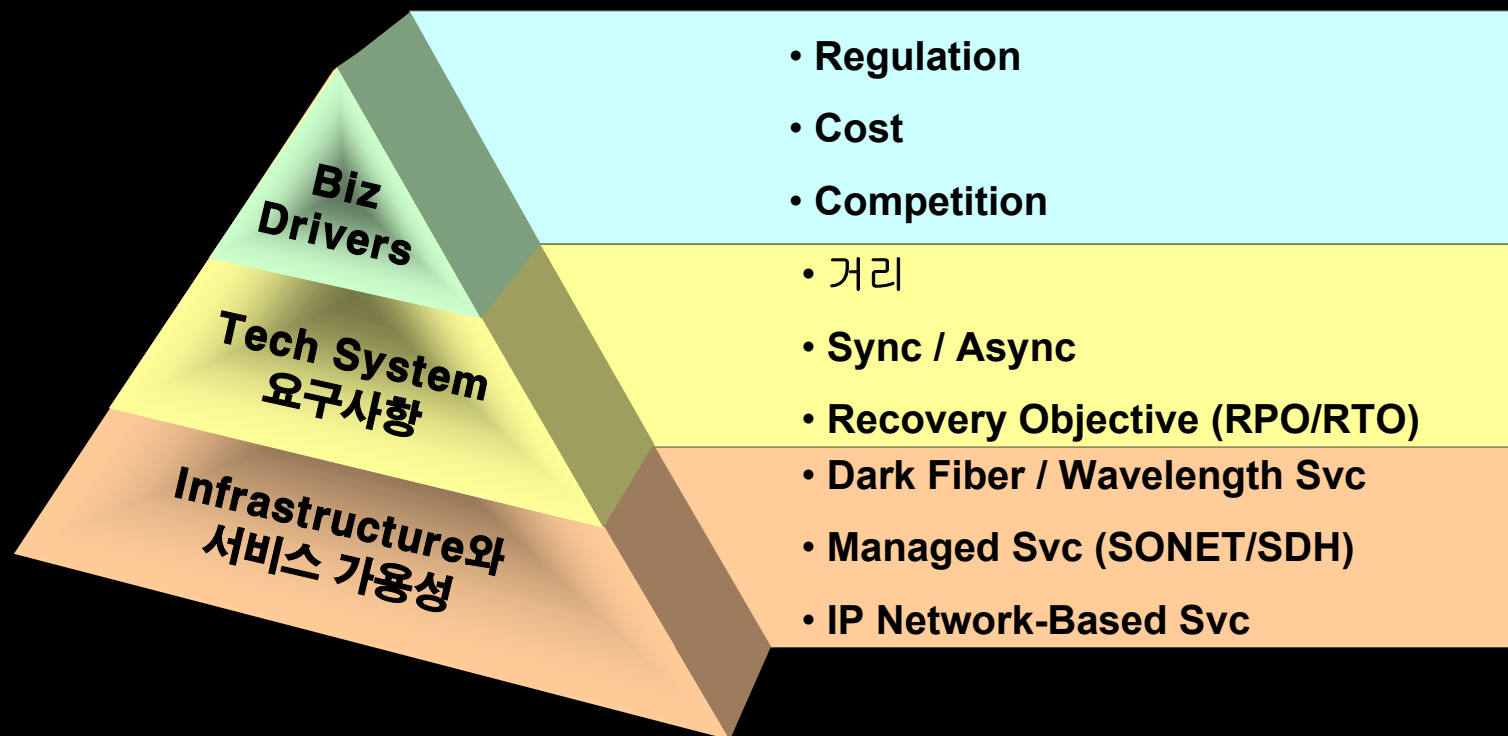 Biz
Drivers
• Regulation
• Cost
• Competition
Tech System
요구사항
• 거리
• Sync / Async
• Recovery Objective (RPO/RTO)
Infrastructure와
서비스 가용성
• Dark Fiber / Wavelength Svc
• Managed Svc (SONET/SDH)
• IP Network-Based Svc